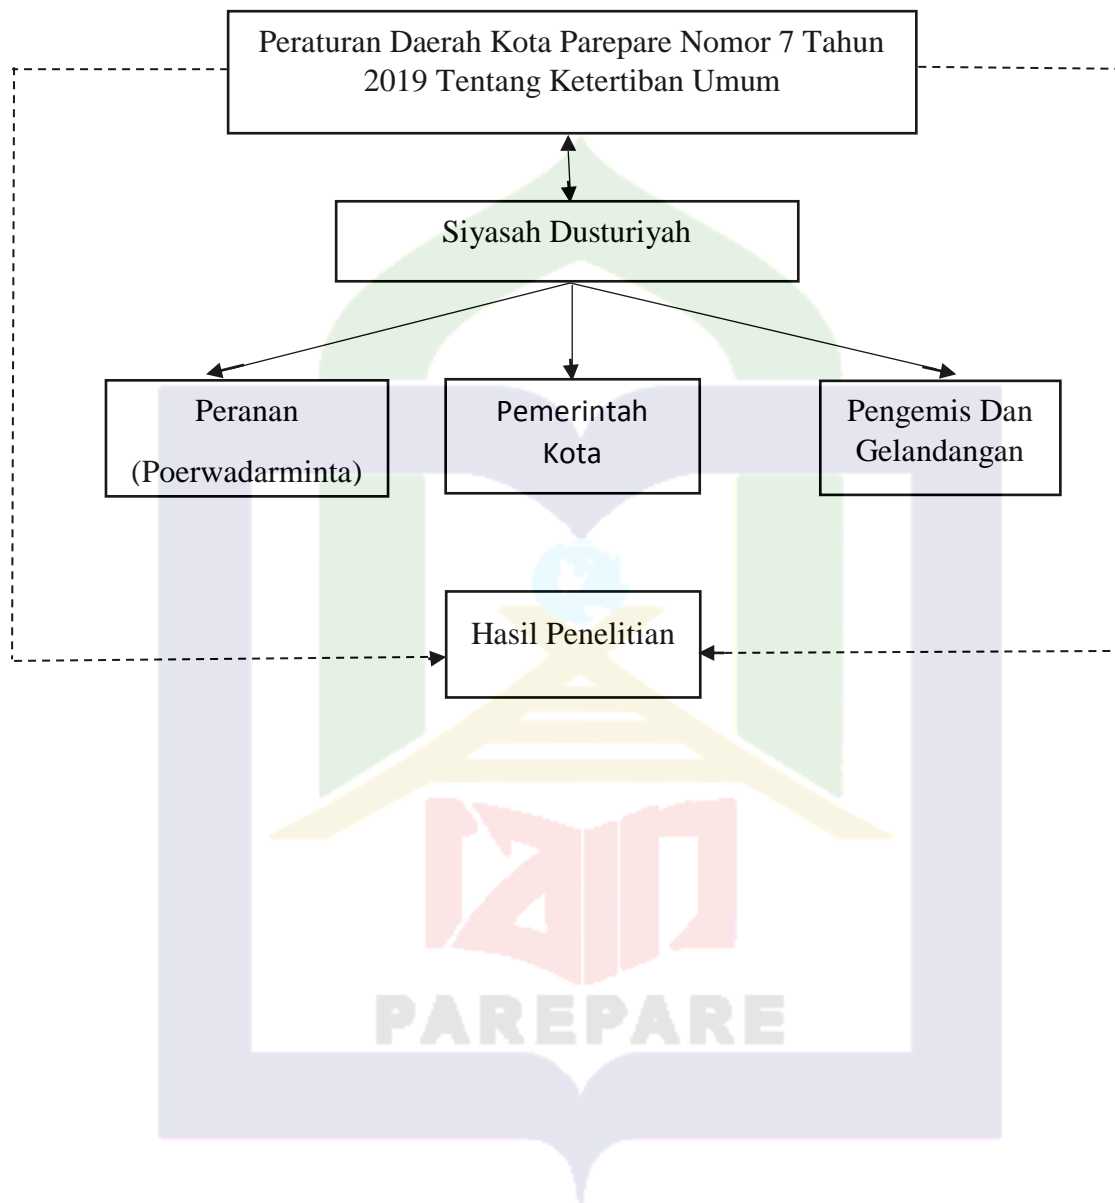 Peraturan Daerah Kota Parepare Nomor 7 Tahun
2019 Tentang Ketertiban Umum
Siyasah Dusturiyah
Peranan
(Poerwadarminta)
Pemerintah
Kota
Pengemis Dan
Gelandangan
Hasil Penelitian
iain
PAREPARE